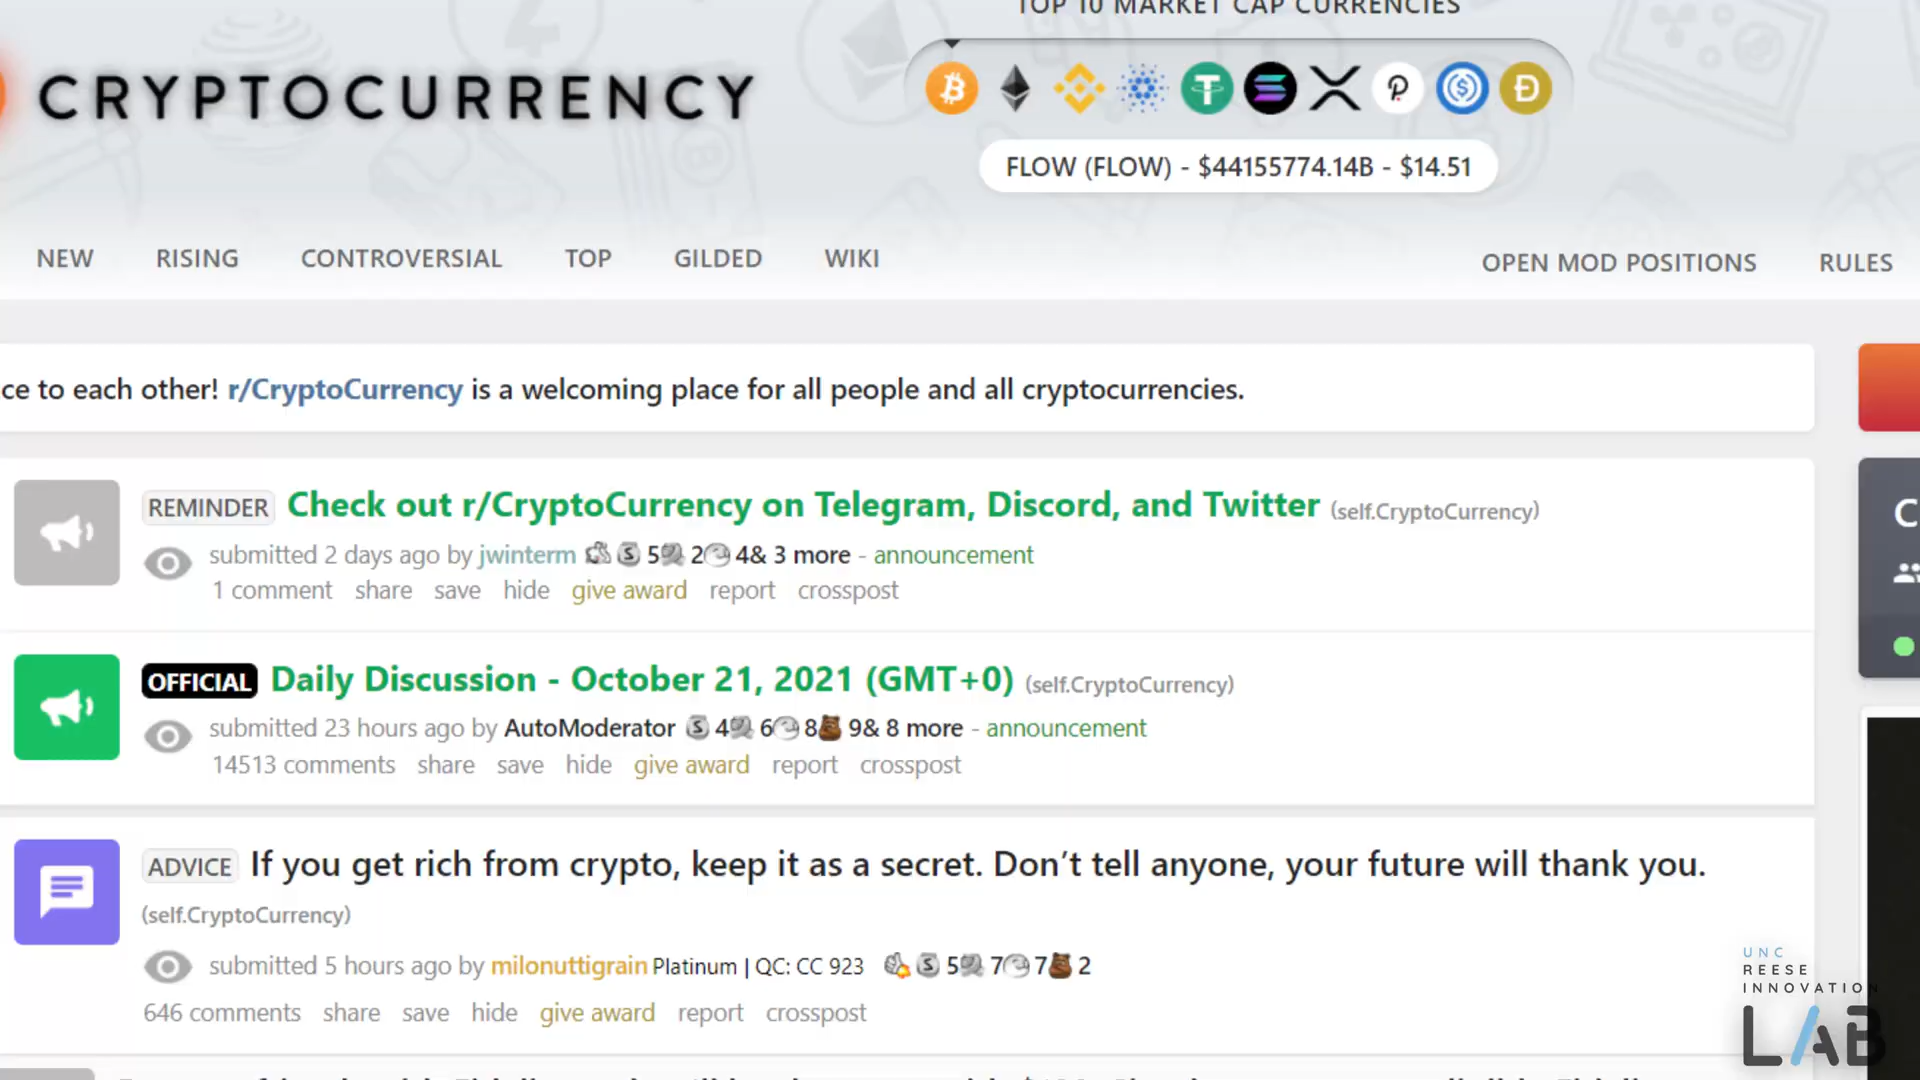 TOP 10 MARKET CAP CURRENCIES
CRYPTOCURRENCY
FLOW (FLOW) - $44155774.14B - $14.51
NEW RISING CONTROVERSIAL TOP GILDED WIKI OPEN MOD POSITIONS RULES
ce to each other! r/CryptoCurrency is a welcoming place for all people and all cryptocurrencies.
REMINDER Check out r/CryptoCurrency on Telegram, Discord, and Twitter (self.CryptoCurrency)
submitted 2 days ago by jwinterm 5 2 4& 3 more - announcement
1 comment share save hide give award report crosspost
OFFICIAL Daily Discussion - October 21, 2021 (GMT+0) (self.CryptoCurrency)
submitted 23 hours ago by AutoModerator 4 6 8 9& 8 more - announcement
14513 comments share save hide give award report crosspost
ADVICE If you get rich from crypto, keep it as a secret. Don’t tell anyone, your future will thank you.
(self.CryptoCurrency)
submitted 5 hours ago by milonuttigrain Platinum | QC: CC 923 5 7 7 2
646 comments share save hide give award report crosspost
C
UNC
REESE
INNOVATION
LAB